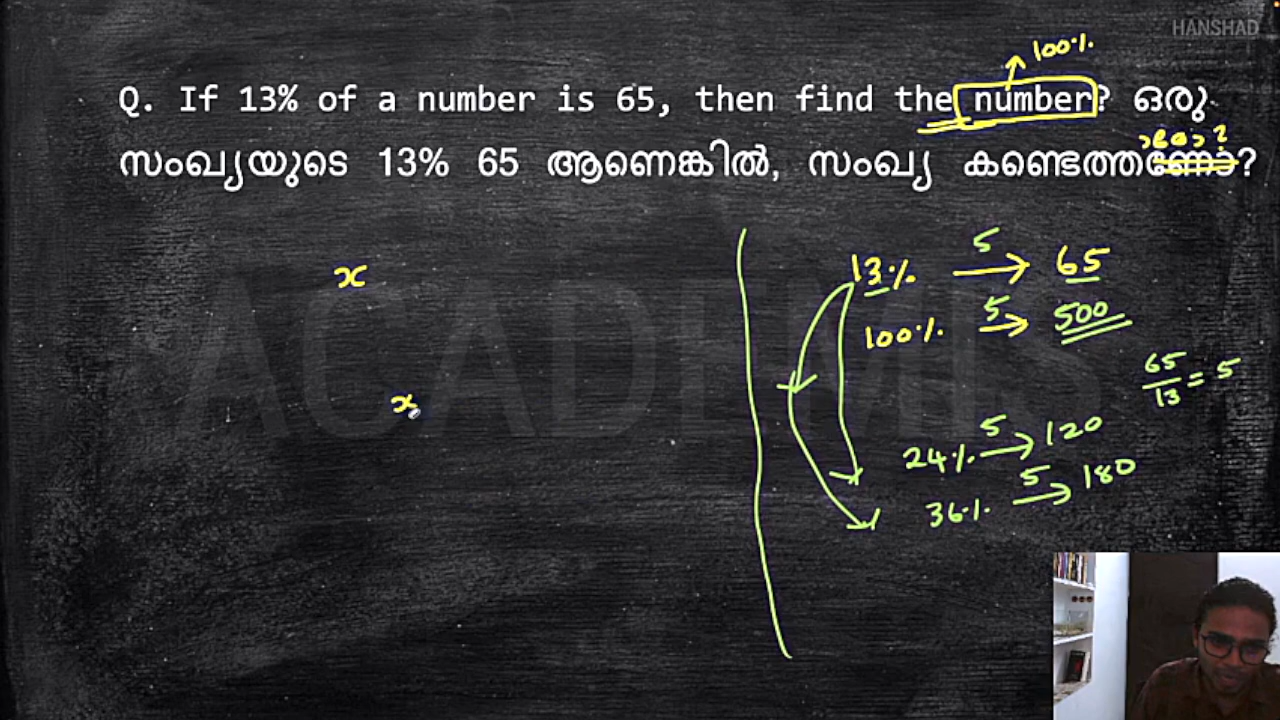 HANSHAD
100%
Q. If 13% of a number is 65, then find the number? ഒരു
സംഖ്യയുടെ 13% 65 ആണെങ്കിൽ, സംഖ്യ കണ്ടെത്തണോ?
ACADEMIS
x
x
13% 5 → 65
100% 5 → 500
65/13 = 5
24% 5 → 120
36% 5 → 180